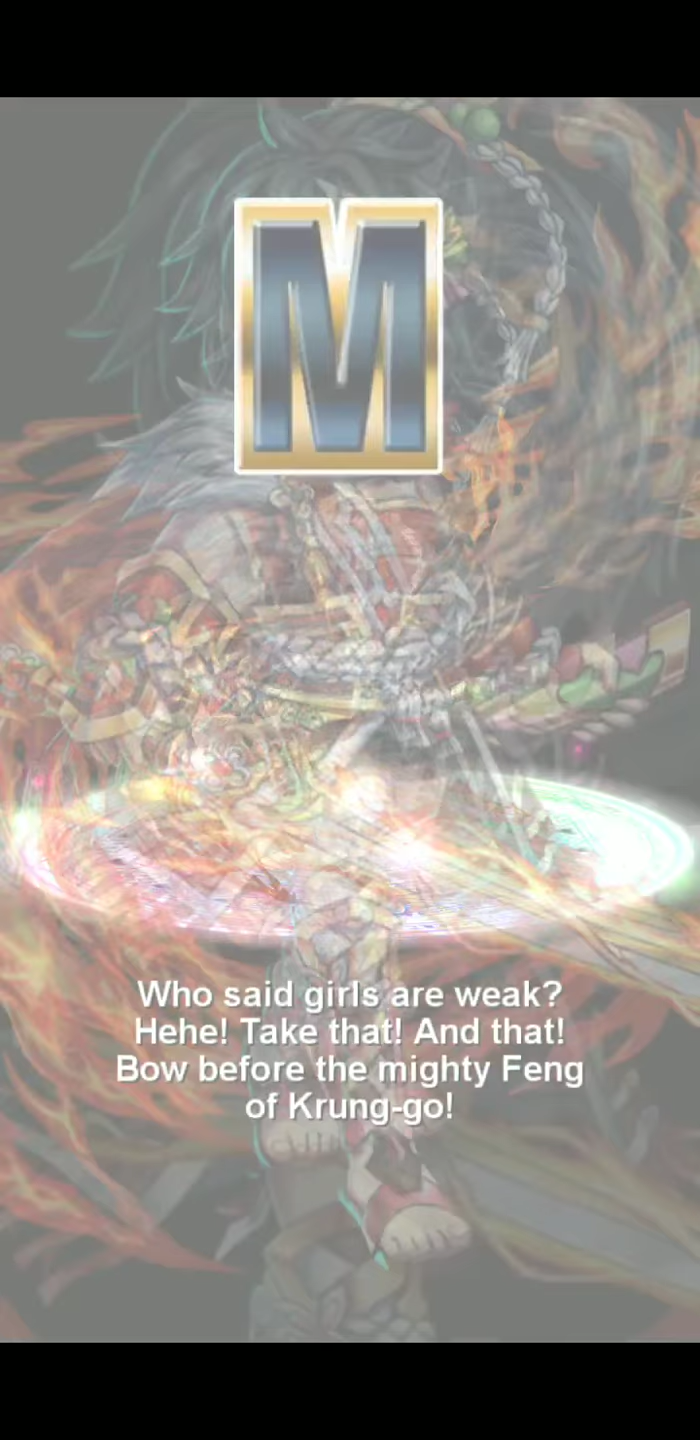 M
Who said girls are weak?
Hehe! Take that! And that!
Bow before the mighty Feng
of Krung-go!